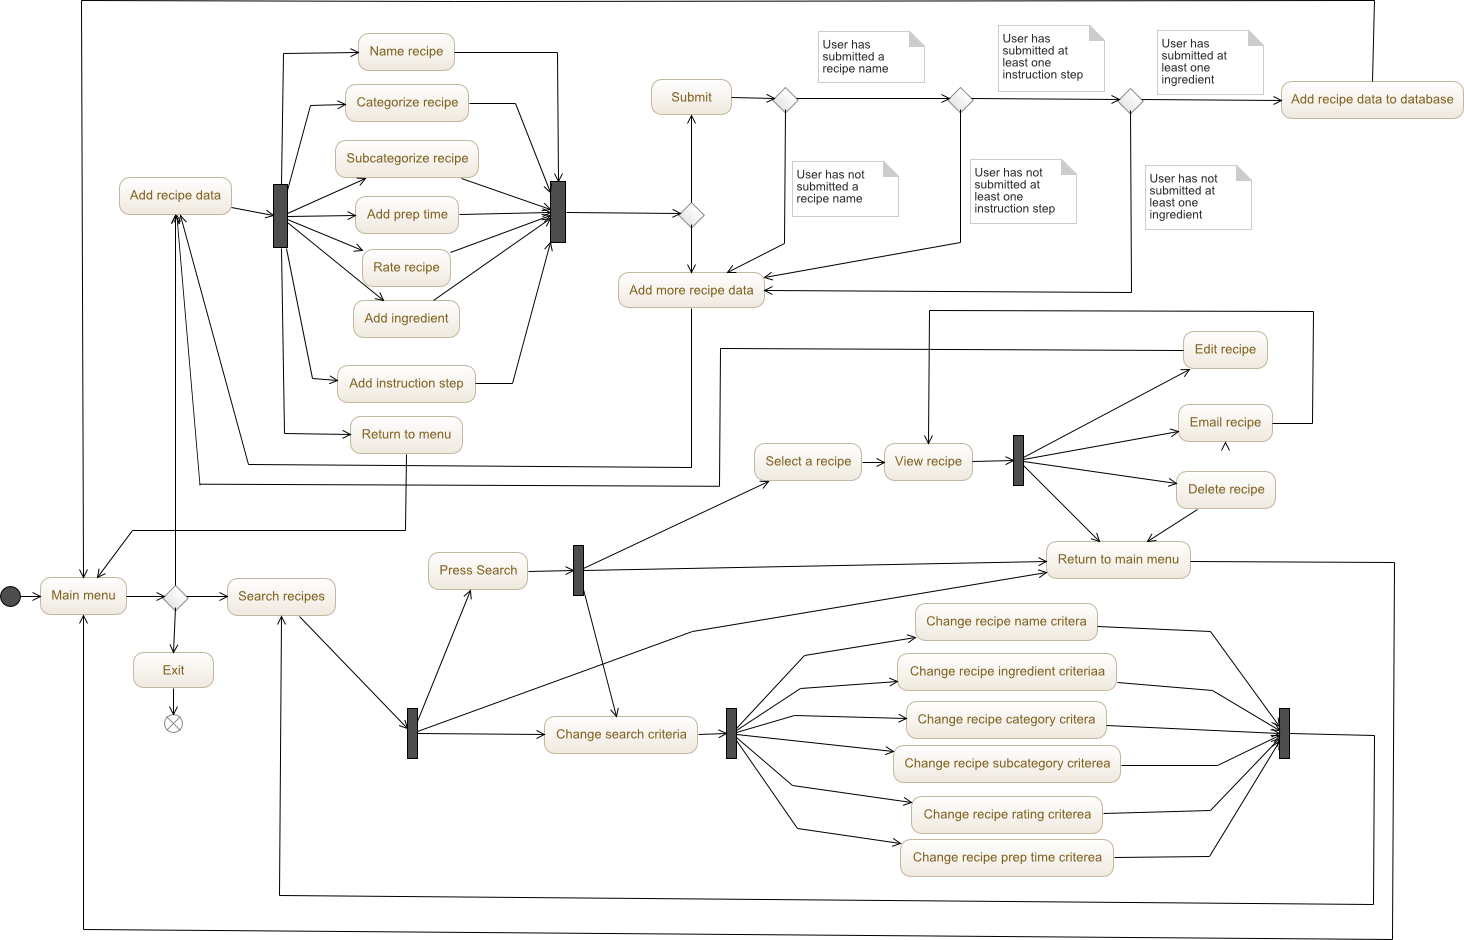 Name recipe
Categorize recipe
Subcategorize recipe
Add recipe data
Add prep time
Rate recipe
Add ingredient
Add instruction step
Return to menu
Submit
User has
submitted a
recipe name
User has
submitted at
least one
instruction step
User has
submitted at
least one
ingredient
Add recipe data to database
User has not
submitted a
recipe name
User has not
submitted at
least one
instruction step
User has not
submitted at
least one
ingredient
Add more recipe data
Edit recipe
Email recipe
Select a recipe
View recipe
Delete recipe
Return to main menu
Press Search
Main menu
Search recipes
Exit
Change search criteria
Change recipe name critera
Change recipe ingredient criteriaa
Change recipe category critera
Change recipe subcategory criterea
Change recipe rating criterea
Change recipe prep time criterea